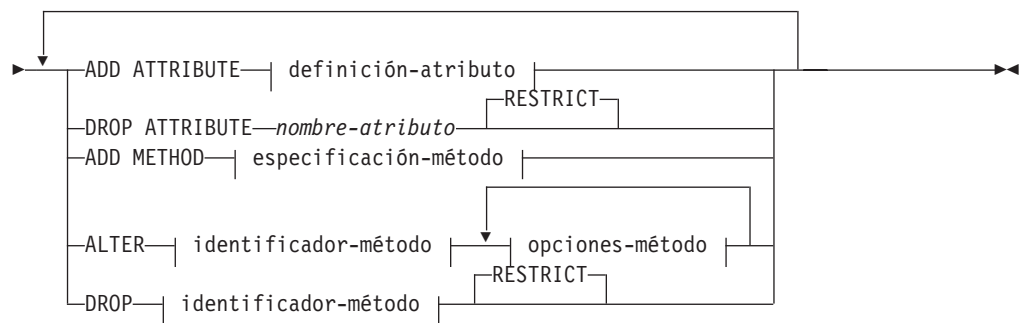 ADD ATTRIBUTE definición-atributo
RESTRICT
DROP ATTRIBUTE nombre-atributo
ADD METHOD especificación-método
ALTER identificador-método opciones-método
RESTRICT
DROP identificador-método